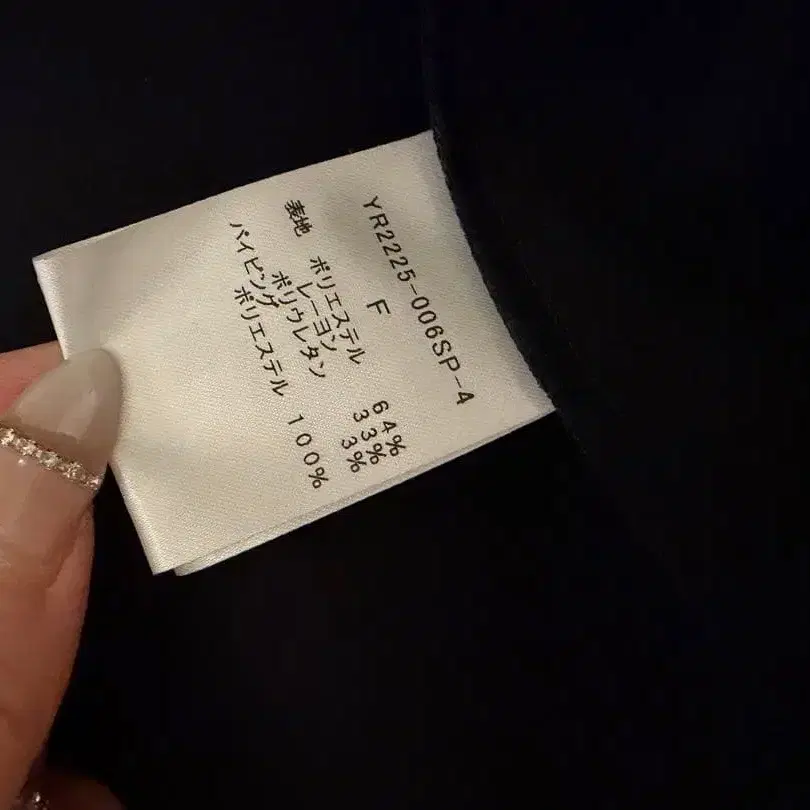 YR2225-006SP-4
F
表地 ポリエステル 64%
レーヨン 33%
ポリウレタン 3%
パイピング
ポリエステル 100%